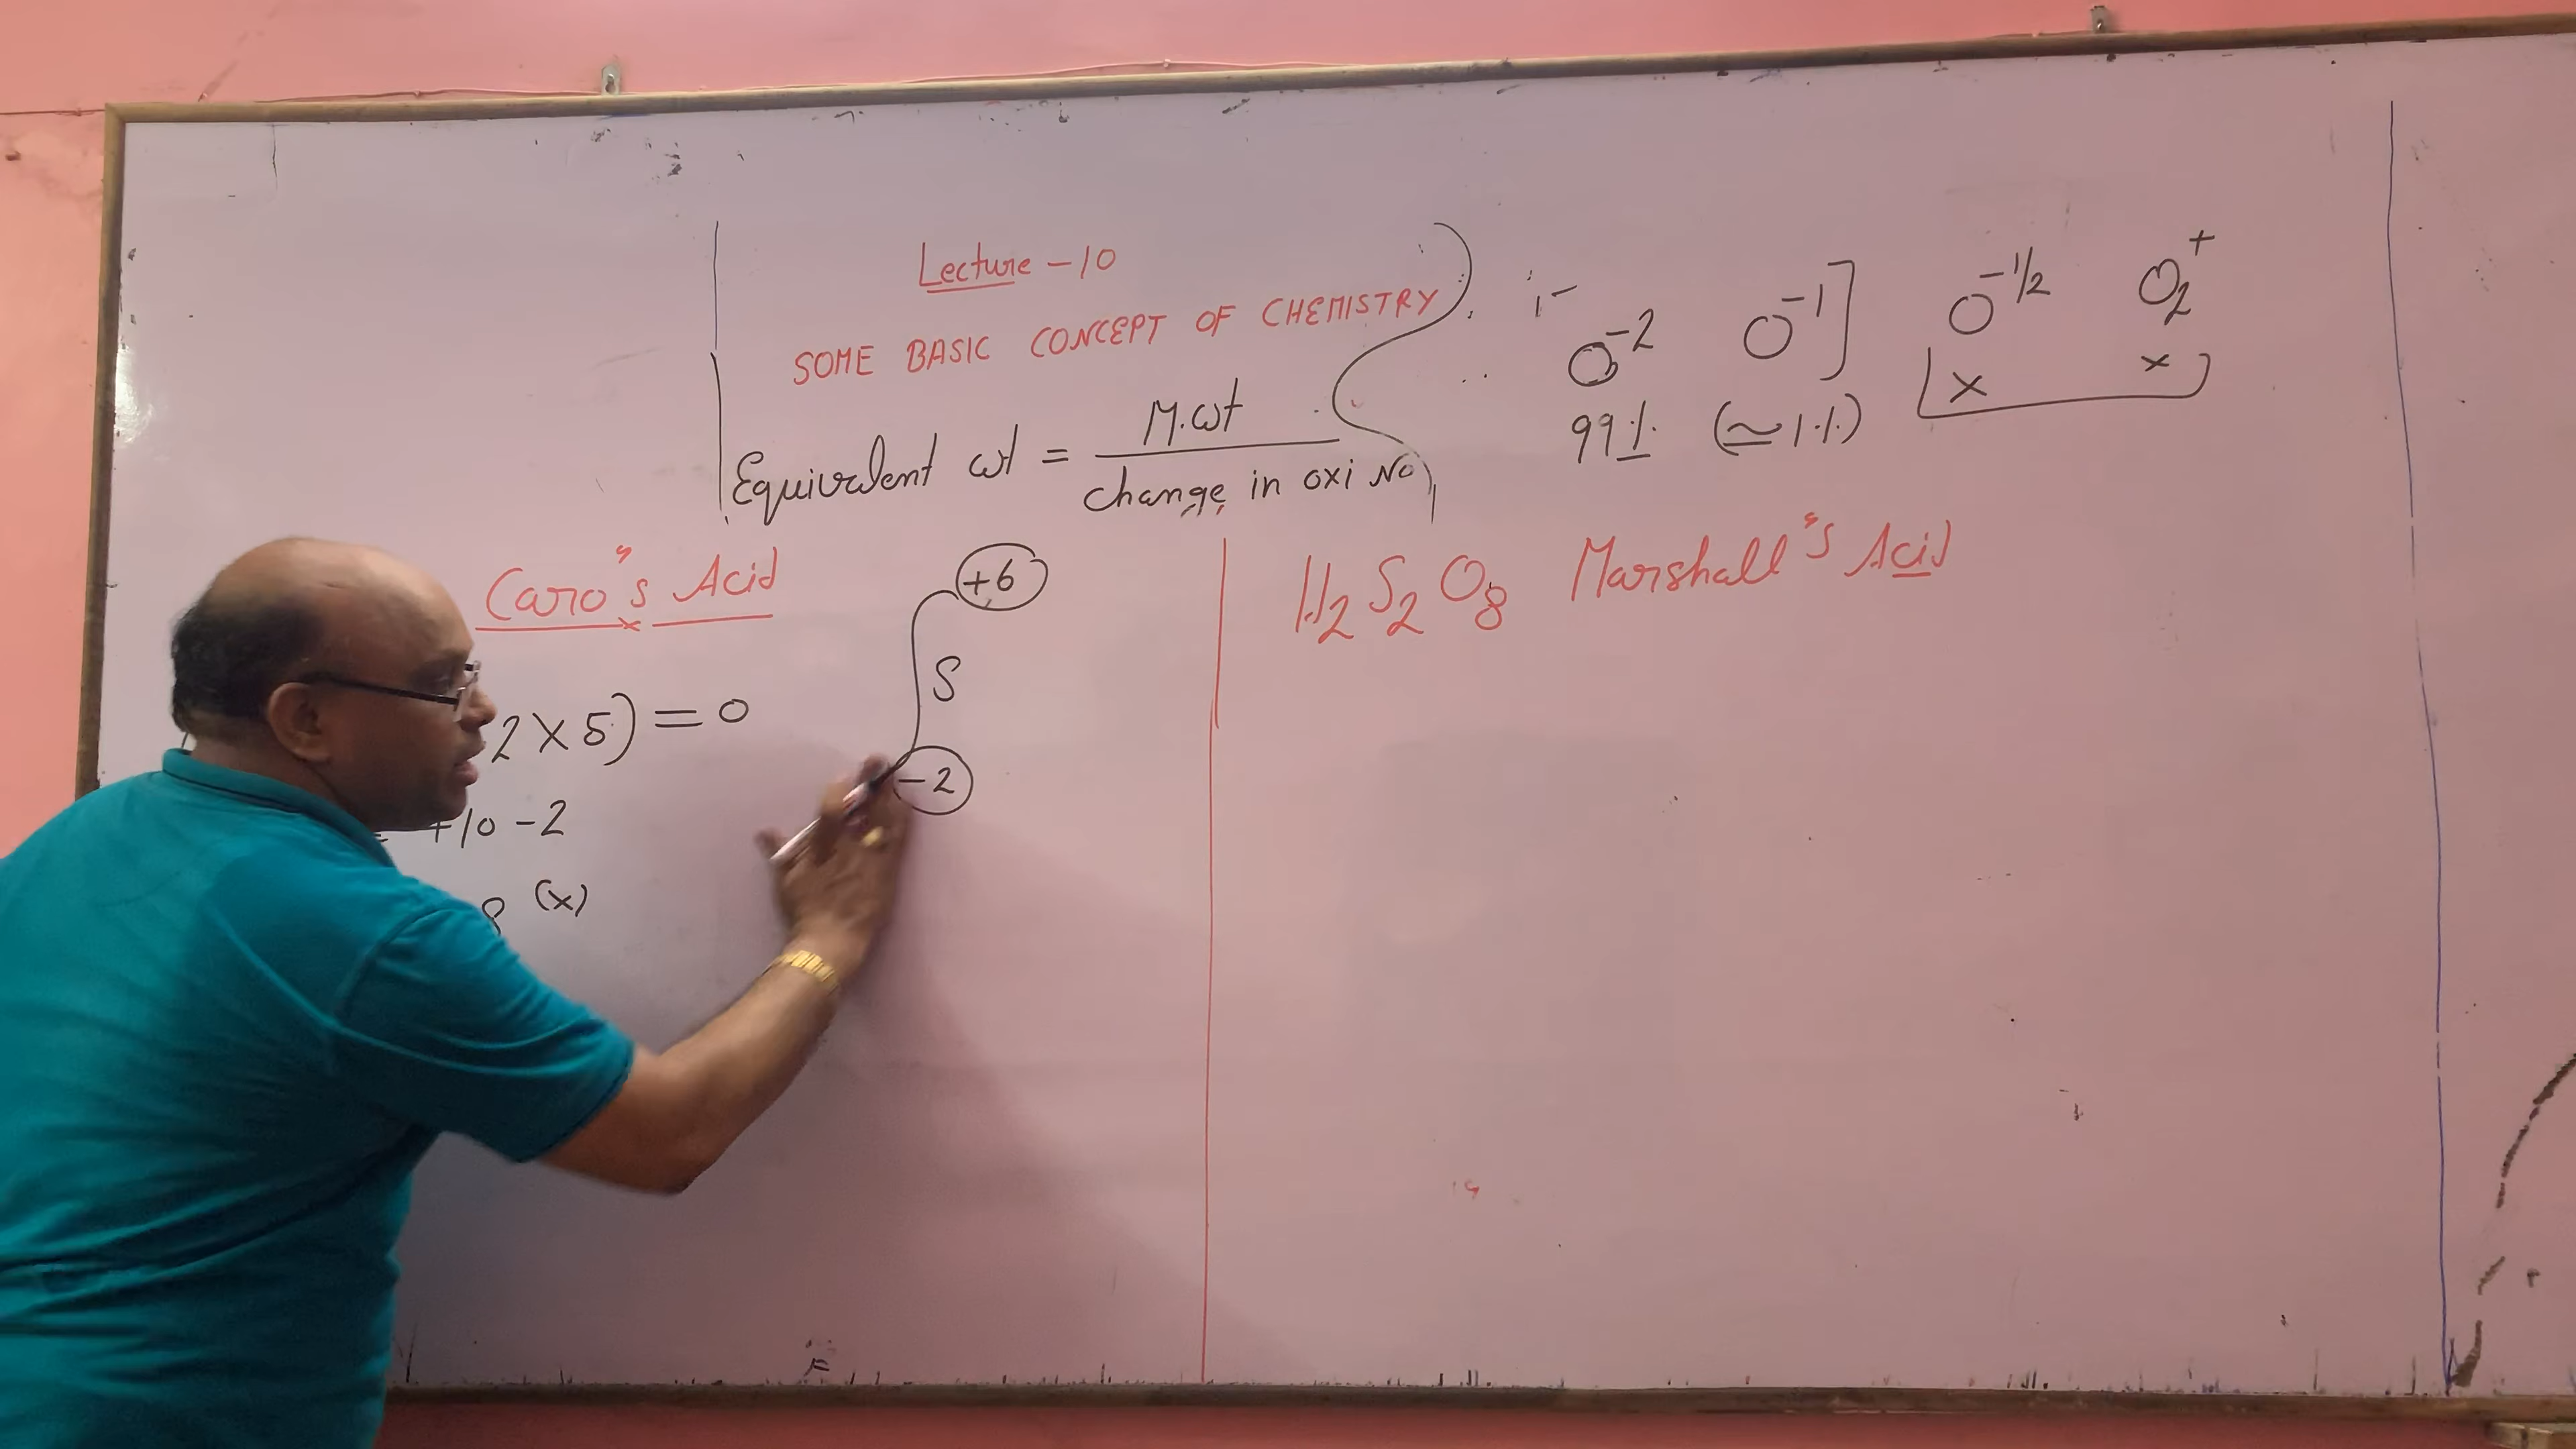 Lecture - 10
SOME BASIC CONCEPT OF CHEMISTRY
Equivalent wt = M.wt / change in oxi No
O⁻² O⁻¹] O⁻¹/² O₂⁺
99% (≃1%) × ×
Caro's Acid
2×5) = 0
+10 -2
8 (x)
+6
S
-2
H₂S₂O₈ Marshall's Acid